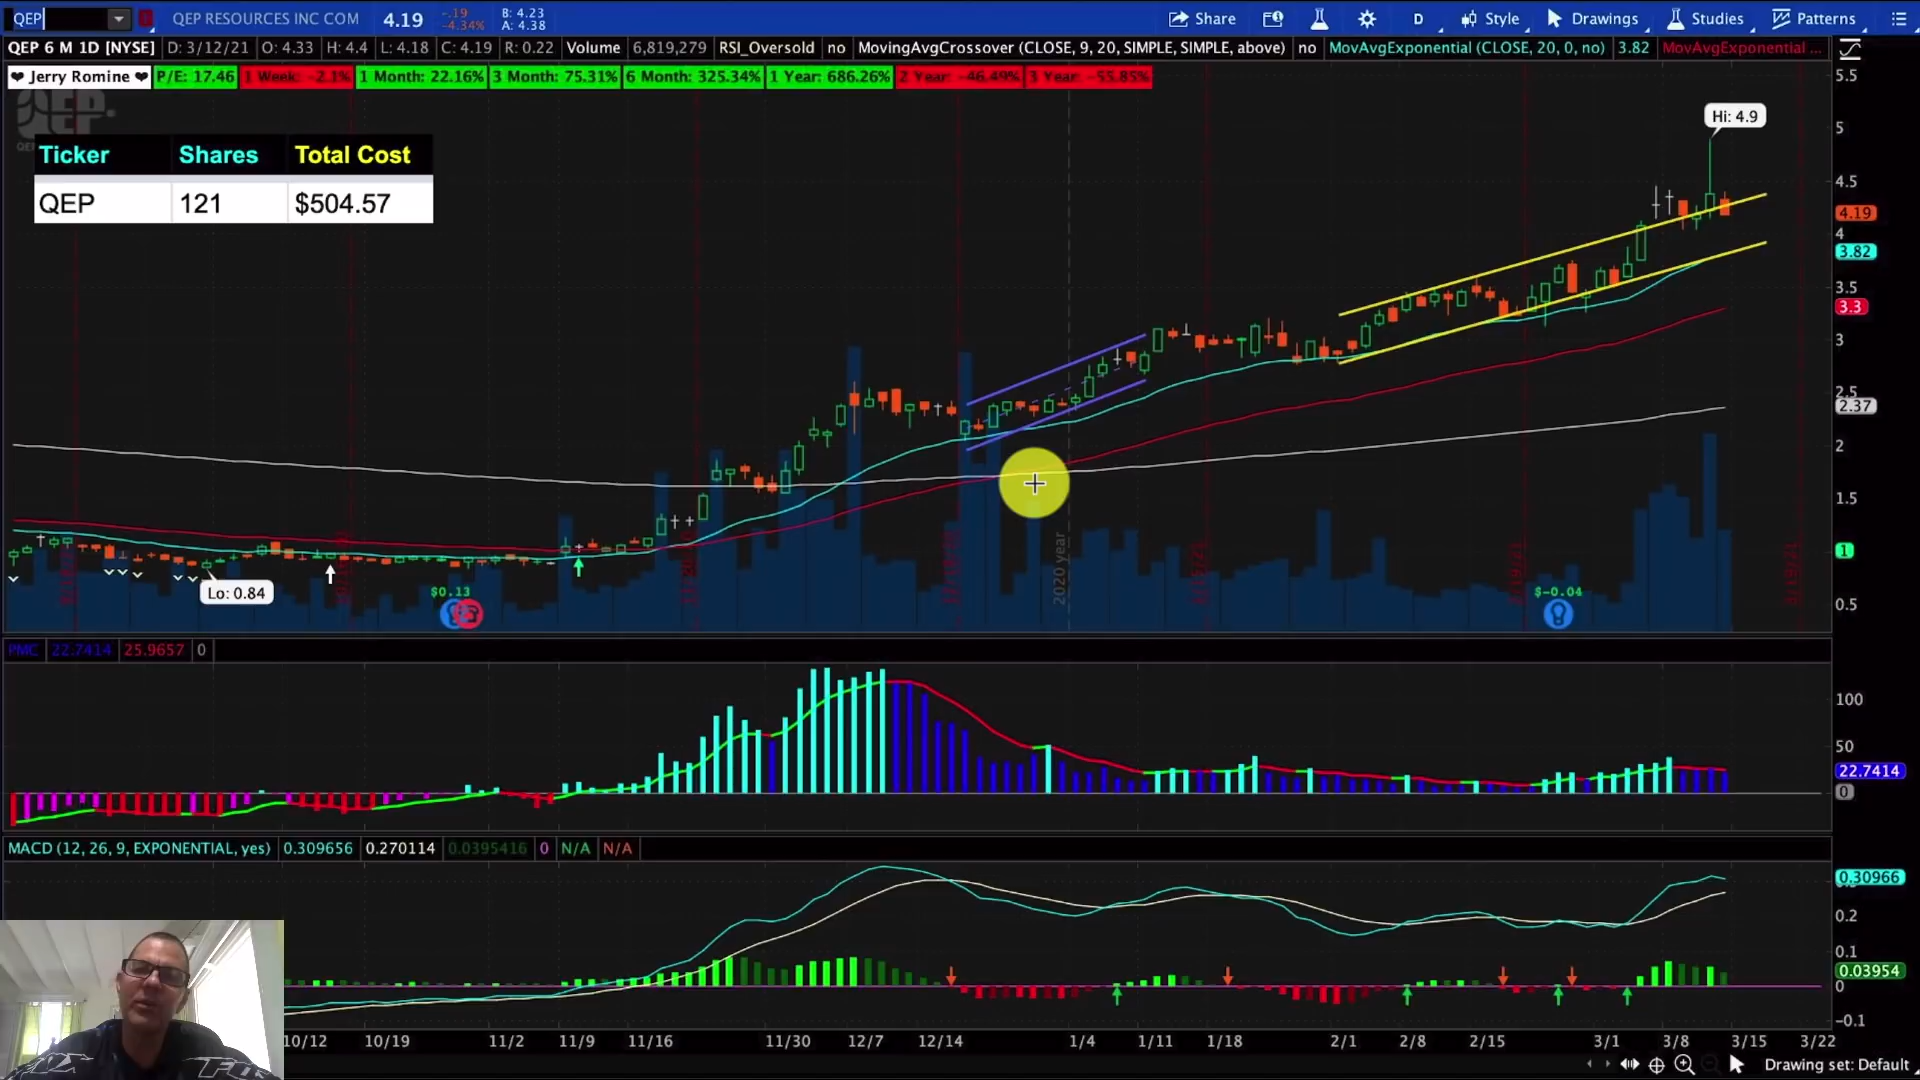 QEP QEP RESOURCES INC COM 4.19 -.19 -4.34% B: 4.23 A: 4.38 Share D Style Drawings Studies Patterns
QEP 6 M 1D [NYSE] D: 3/12/21 O: 4.33 H: 4.4 L: 4.18 C: 4.19 R: 0.22 Volume 6,819,279 RSI_Oversold no MovingAvgCrossover (CLOSE, 9, 20, SIMPLE, SIMPLE, above) no MovAvgExponential (CLOSE, 20, 0, no) 3.82 MovAvgExponential ...
❤ Jerry Romine ❤ P/E: 17.46 1 Week: -2.1% 1 Month: 22.16% 3 Month: 75.31% 6 Month: 325.34% 1 Year: 686.26% 2 Year: -46.49% 3 Year: -55.85%
QEP
Ticker Shares Total Cost
QEP 121 $504.57
Hi: 4.9
Lo: 0.84
$0.13
$-0.04
2020 year
5.5
5
4.5
4.19
4
3.82
3.5
3.3
3
2.5
2.37
2
1.5
1
0.5
PMC 22.7414 25.9657 0
100
50
22.7414
0
MACD (12, 26, 9, EXPONENTIAL, yes) 0.309656 0.270114 0.0395416 0 N/A N/A
0.30966
0.2
0.1
0.03954
0
-0.1
10/12 10/19 11/2 11/9 11/16 11/30 12/7 12/14 1/4 1/11 1/18 2/1 2/8 2/15 3/1 3/8 3/15 3/22
Drawing set: Default